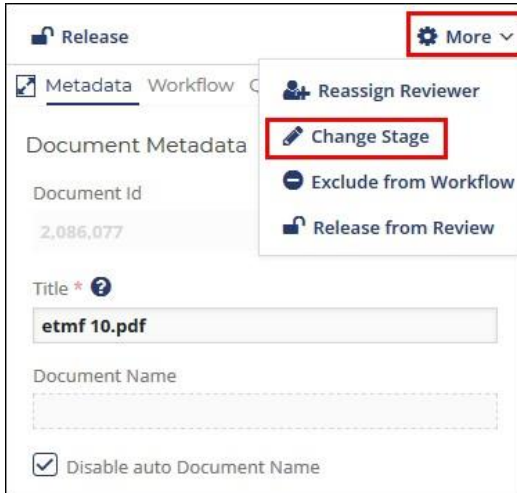 Release
More
Metadata Workflow
Reassign Reviewer
Change Stage
Exclude from Workflow
Release from Review
Document Metadata
Document Id
2,086,077
Title *
etmf 10.pdf
Document Name
Disable auto Document Name